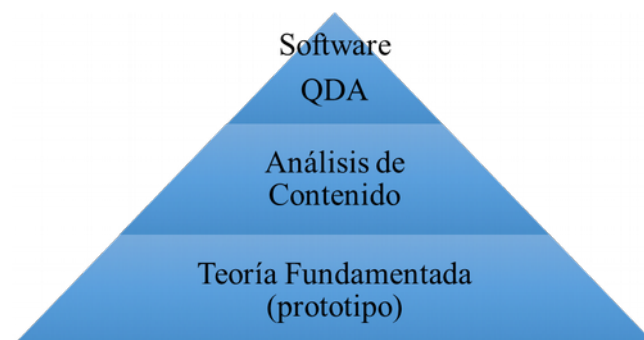 Software
QDA
Análisis de
Contenido
Teoría Fundamentada
(prototipo)